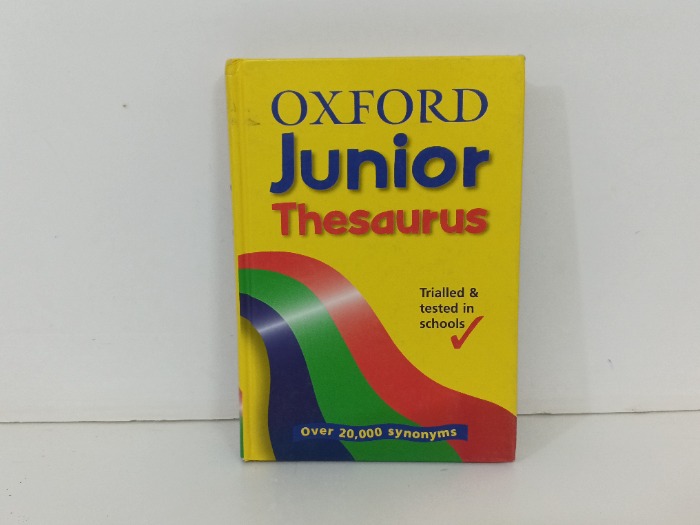 OXFORD
Junior
Thesaurus
Trialled &
tested in
schools
Over 20,000 synonyms